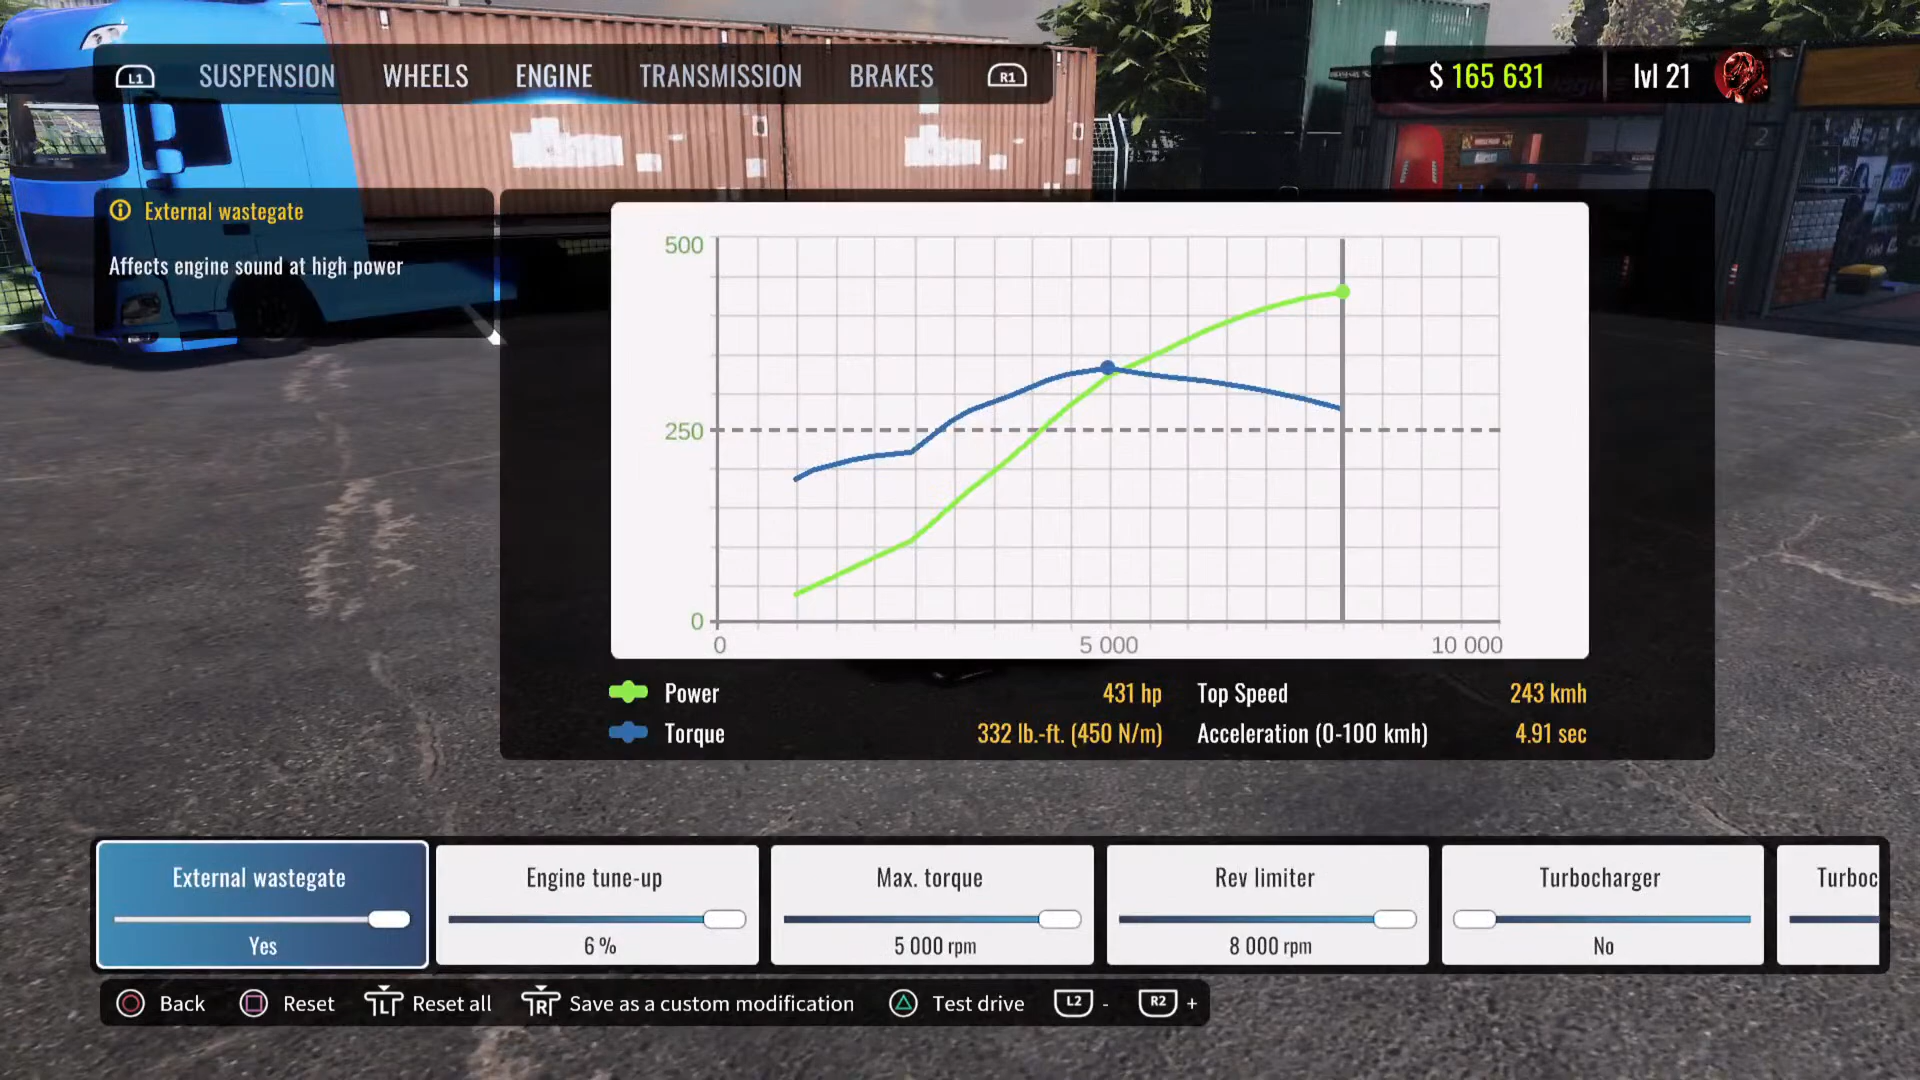 L1 SUSPENSION WHEELS ENGINE TRANSMISSION BRAKES R1
$ 165 631 lvl 21
External wastegate
Affects engine sound at high power
500
250
0
0 5 000 10 000
Power 431 hp Top Speed 243 kmh
Torque 332 lb.-ft. (450 N/m) Acceleration (0-100 kmh) 4.91 sec
External wastegate Engine tune-up Max. torque Rev limiter Turbocharger Turboc
Yes 6 % 5 000 rpm 8 000 rpm No
Back Reset LT Reset all RT Save as a custom modification Test drive L2 - R2 +
2